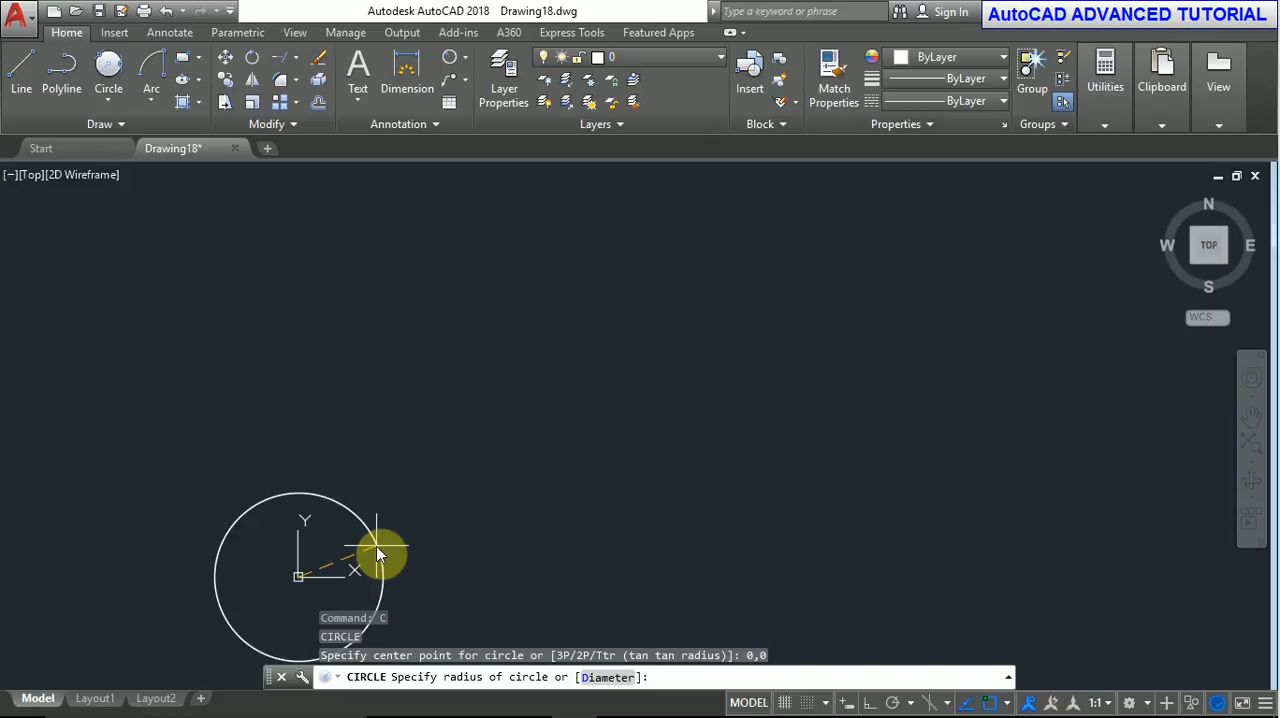 Autodesk AutoCAD 2018 Drawing18.dwg
Type a keyword or phrase
Sign In
AutoCAD ADVANCED TUTORIAL
Home Insert Annotate Parametric View Manage Output Add-ins A360 Express Tools Featured Apps
Line Polyline Circle Arc
Text Dimension
Layer Properties
0
Insert
Match Properties
ByLayer
ByLayer
ByLayer
Group Utilities Clipboard View
Draw Modify Annotation Layers Block Properties Groups
Start Drawing18*
[−][Top][2D Wireframe]
N
W TOP E
S
WCS
Y
X
Command: C
CIRCLE
Specify center point for circle or [3P/2P/Ttr (tan tan radius)]: 0,0
CIRCLE Specify radius of circle or [Diameter]:
Model Layout1 Layout2
MODEL 1:1